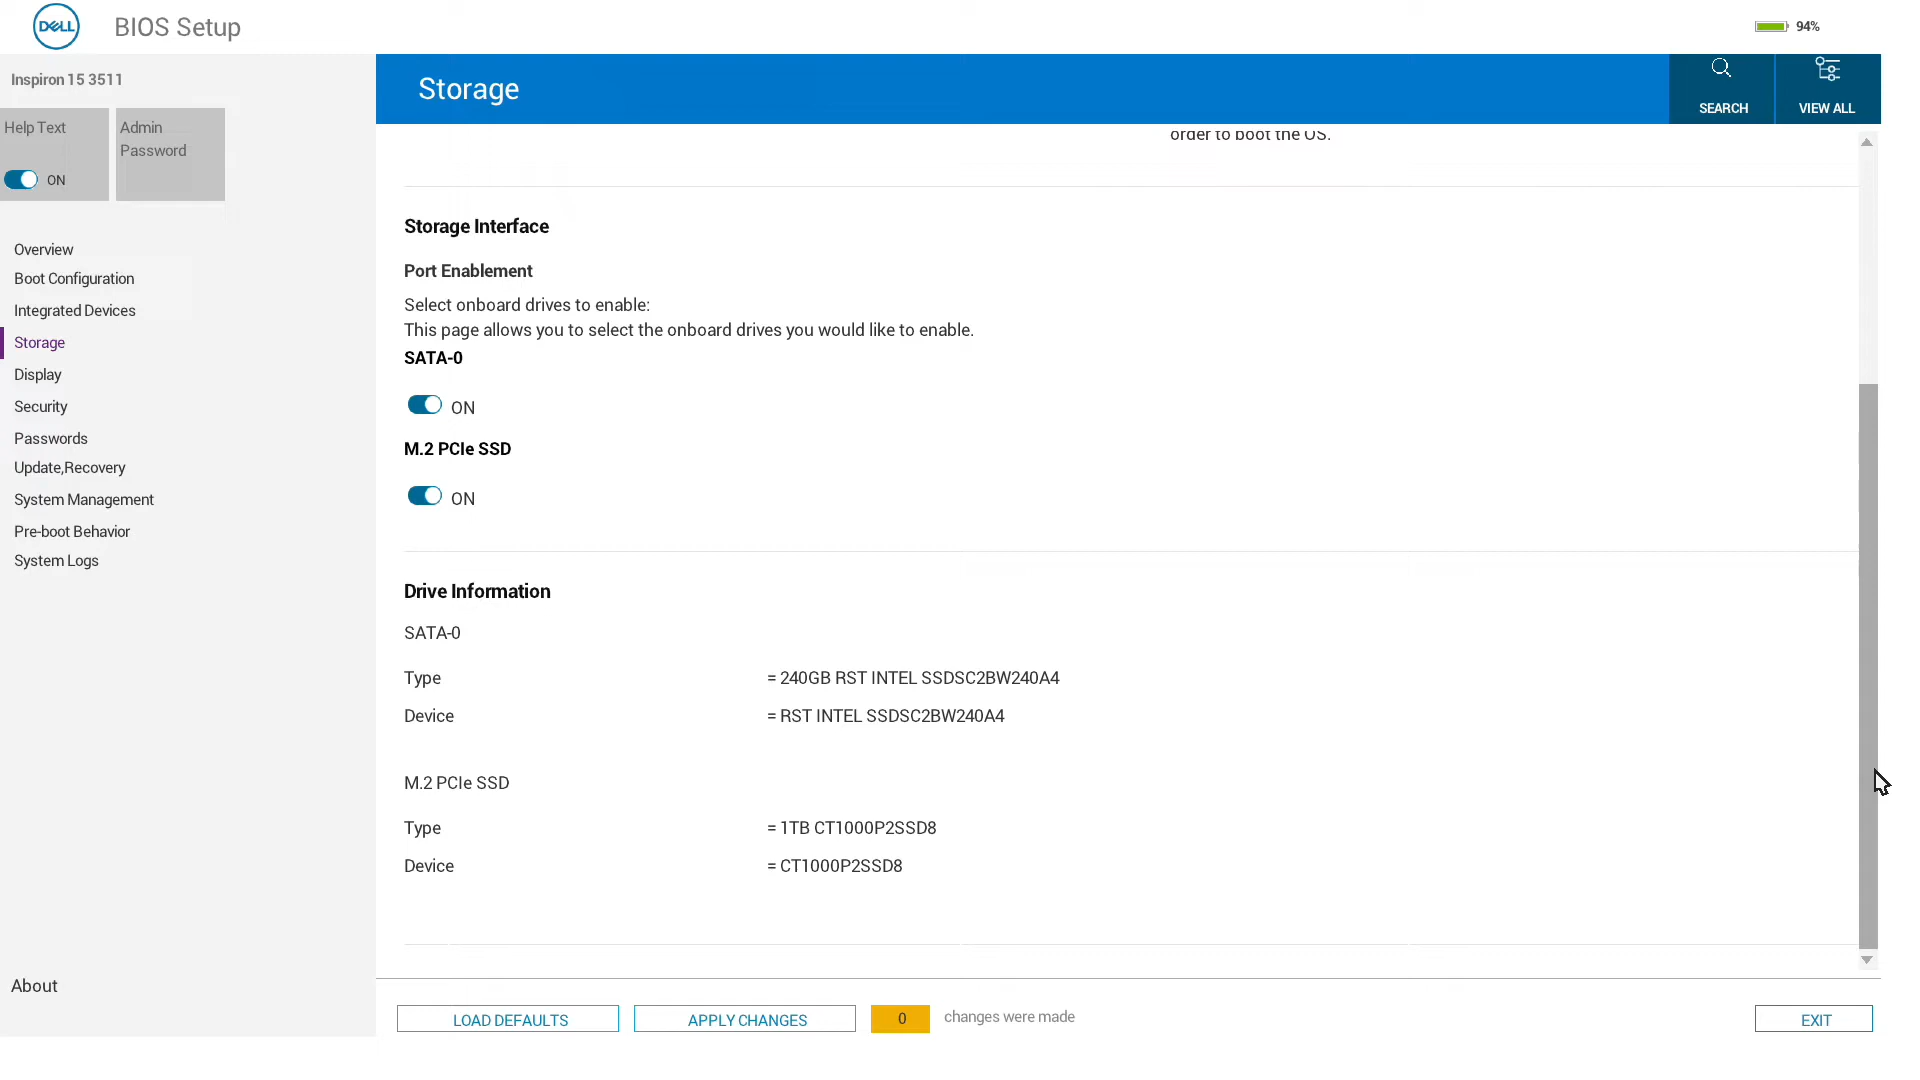 DELL
BIOS Setup
94%
Inspiron 15 3511
Help Text
ON
Admin
Password
Overview
Boot Configuration
Integrated Devices
Storage
Display
Security
Passwords
Update,Recovery
System Management
Pre-boot Behavior
System Logs
About
Storage
SEARCH
VIEW ALL
order to boot the OS.
Storage Interface
Port Enablement
Select onboard drives to enable:
This page allows you to select the onboard drives you would like to enable.
SATA-0
ON
M.2 PCIe SSD
ON
Drive Information
SATA-0
Type = 240GB RST INTEL SSDSC2BW240A4
Device = RST INTEL SSDSC2BW240A4
M.2 PCIe SSD
Type = 1TB CT1000P2SSD8
Device = CT1000P2SSD8
LOAD DEFAULTS
APPLY CHANGES
0 changes were made
EXIT